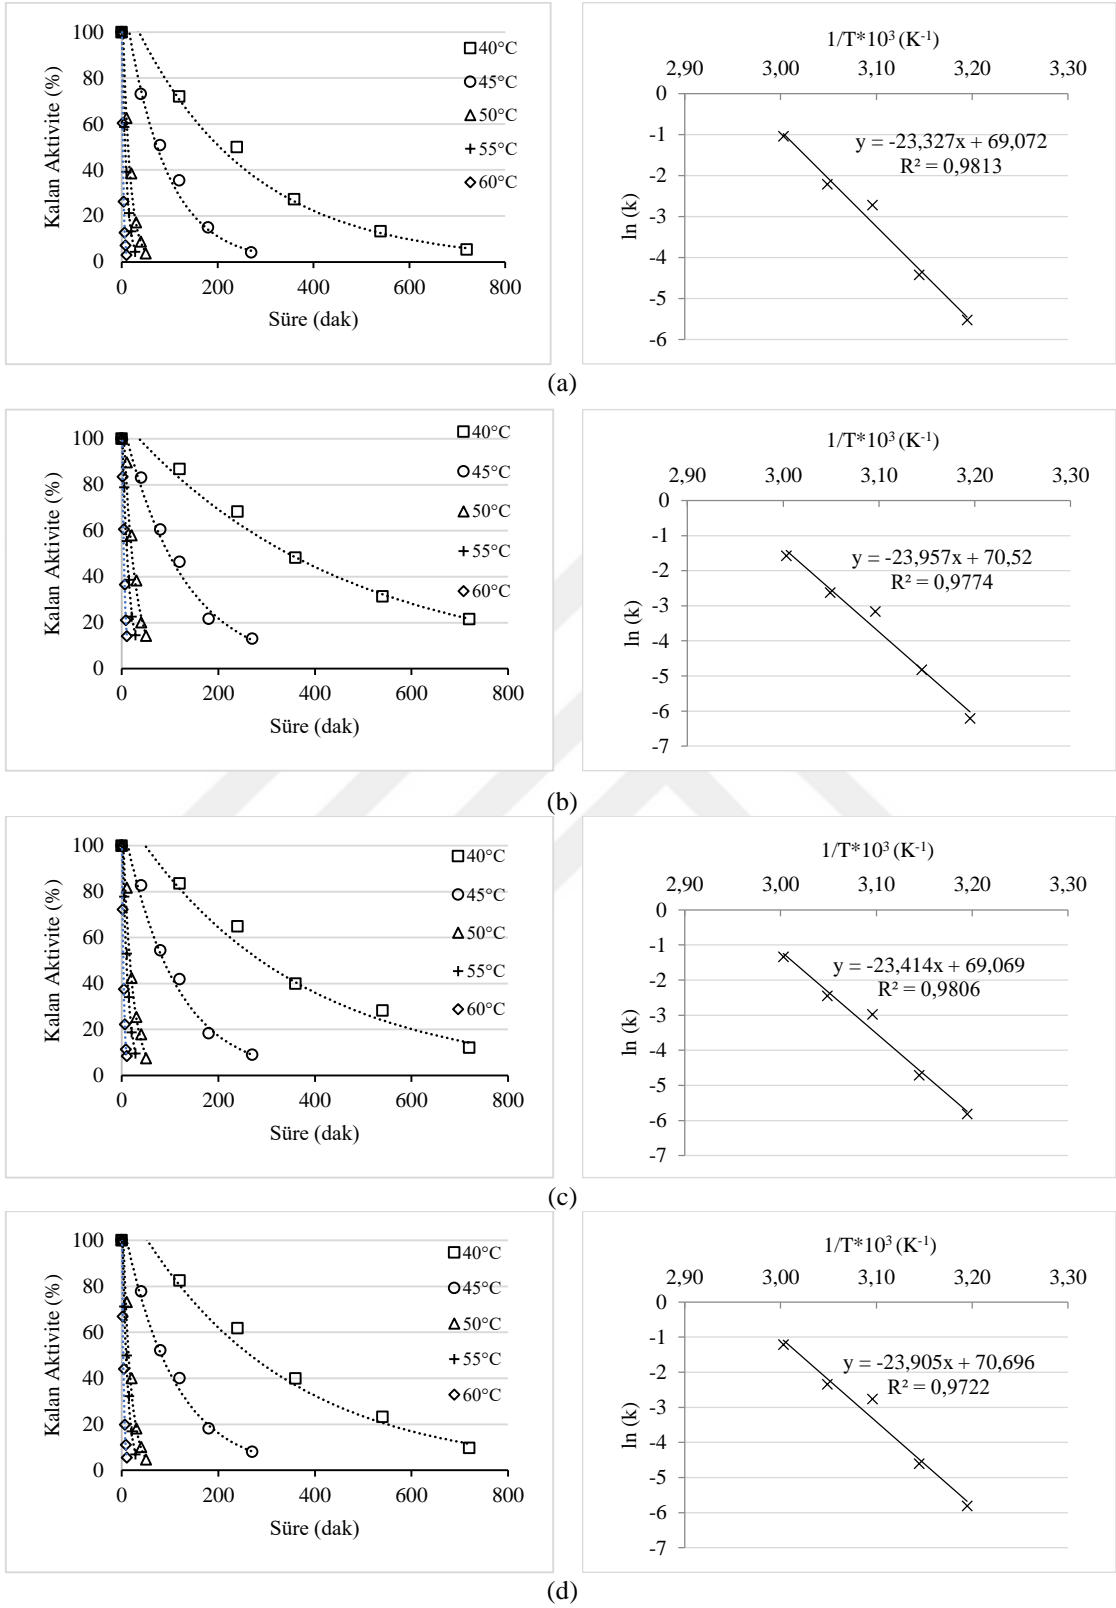 100
80
60
40
20
0
0 200 400 600 800
Kalan Aktivite (%)
Süre (dak)
40°C
45°C
50°C
55°C
60°C
1/T*10³ (K⁻¹)
2,90 3,00 3,10 3,20 3,30
0
-1
-2
-3
-4
-5
-6
ln (k)
y = -23,327x + 69,072
R² = 0,9813
(a)
100
80
60
40
20
0
0 200 400 600 800
Kalan Aktivite (%)
Süre (dak)
40°C
45°C
50°C
55°C
60°C
1/T*10³ (K⁻¹)
2,90 3,00 3,10 3,20 3,30
0
-1
-2
-3
-4
-5
-6
-7
ln (k)
y = -23,957x + 70,52
R² = 0,9774
(b)
100
80
60
40
20
0
0 200 400 600 800
Kalan Aktivite (%)
Süre (dak)
40°C
45°C
50°C
55°C
60°C
1/T*10³ (K⁻¹)
2,90 3,00 3,10 3,20 3,30
0
-1
-2
-3
-4
-5
-6
-7
ln (k)
y = -23,414x + 69,069
R² = 0,9806
(c)
100
80
60
40
20
0
0 200 400 600 800
Kalan Aktivite (%)
Süre (dak)
40°C
45°C
50°C
55°C
60°C
1/T*10³ (K⁻¹)
2,90 3,00 3,10 3,20 3,30
0
-1
-2
-3
-4
-5
-6
-7
ln (k)
y = -23,905x + 70,696
R² = 0,9722
(d)